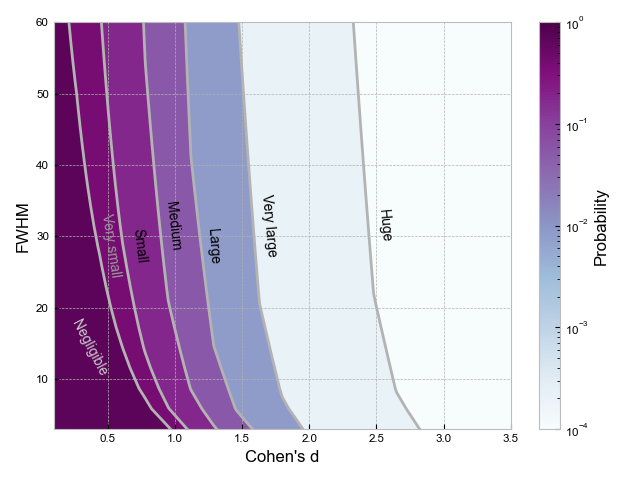 60
50
40
30
20
10
FWHM
0.5
1.0
1.5
2.0
2.5
3.0
3.5
Cohen's d
Negligible
Very small
Small
Medium
Large
Very large
Huge
10⁰
10⁻¹
10⁻²
10⁻³
10⁻⁴
Probability